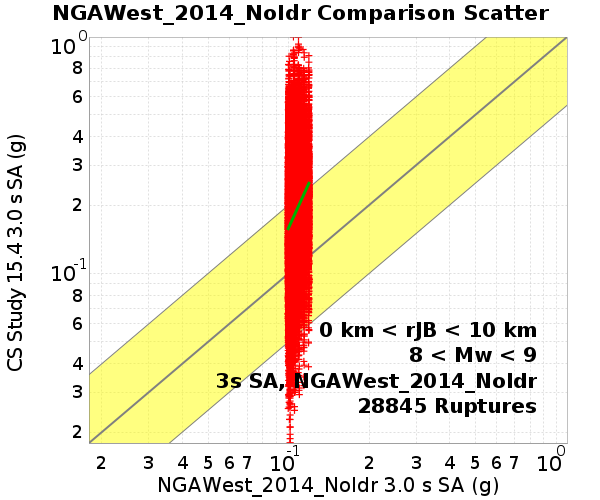 NGAWest_2014_NoIdr Comparison Scatter
CS Study 15.4 3.0 s SA (g)
10^0
8
6
4
3
2
10^-1
8
6
4
3
2
0 km < rJB < 10 km
8 < Mw < 9
3s SA, NGAWest_2014_NoIdr
28845 Ruptures
2 3 4 5 6 7 10^-1 2 3 4 5 6 7 10^0
NGAWest_2014_NoIdr 3.0 s SA (g)